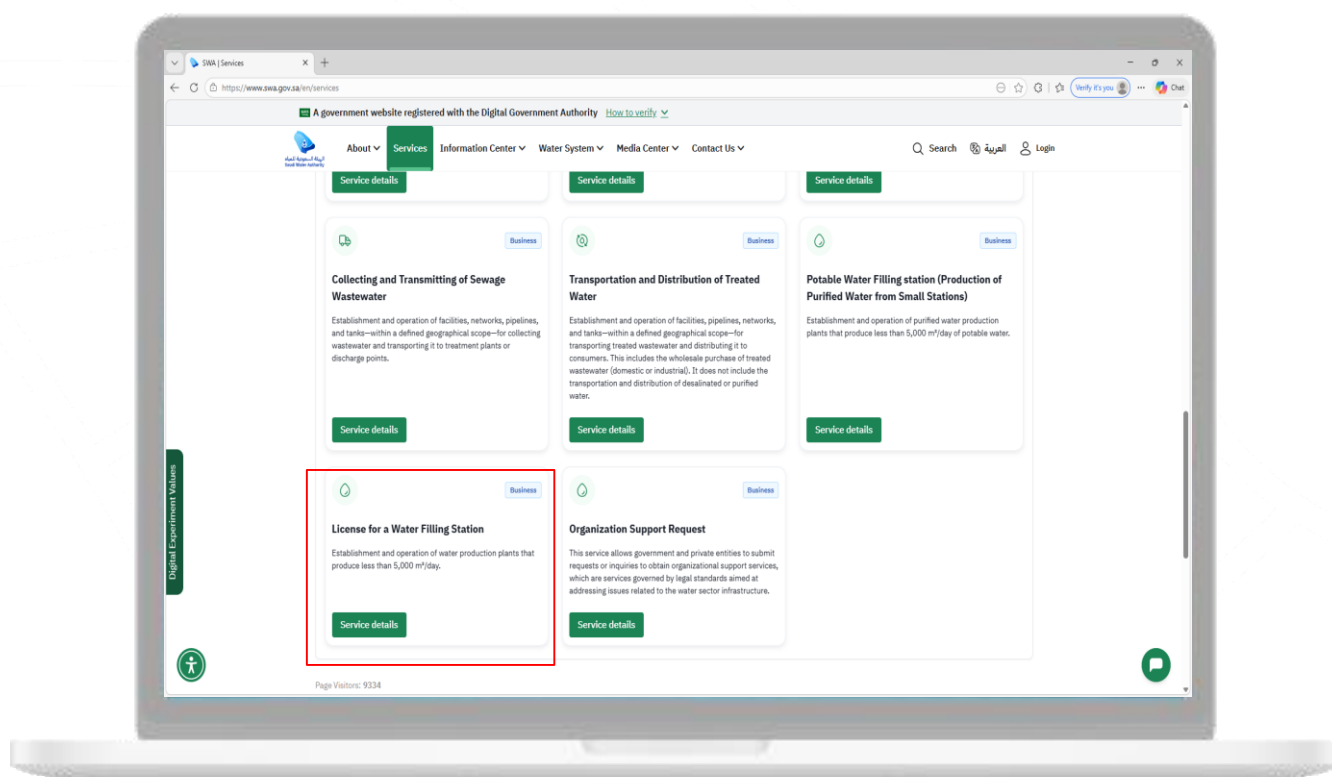 SWA | Services
https://www.swa.gov.sa/en/services
Verify it's you
Chat
A government website registered with the Digital Government Authority How to verify
الهيئة السعودية للمياه
Saudi Water Authority
About
Services
Information Center
Water System
Media Center
Contact Us
Search
العربية
Login
Service details
Service details
Service details
Business
Collecting and Transmitting of Sewage
Wastewater
Establishment and operation of facilities, networks, pipelines,
and tanks—within a defined geographical scope—for collecting
wastewater and transporting it to treatment plants or
discharge points.
Service details
Business
Transportation and Distribution of Treated
Water
Establishment and operation of facilities, pipelines, networks,
and tanks—within a defined geographical scope—for
transporting treated wastewater and distributing it to
consumers. This includes the wholesale purchase of treated
wastewater (domestic or industrial). It does not include the
transportation and distribution of desalinated or purified
water.
Service details
Business
Potable Water Filling station (Production of
Purified Water from Small Stations)
Establishment and operation of purified water production
plants that produce less than 5,000 m³/day of potable water.
Service details
Business
License for a Water Filling Station
Establishment and operation of water production plants that
produce less than 5,000 m³/day.
Service details
Business
Organization Support Request
This service allows government and private entities to submit
requests or inquiries to obtain organizational support services,
which are services governed by legal standards aimed at
addressing issues related to the water sector infrastructure.
Service details
Digital Experiment Values
Page Visitors: 9334